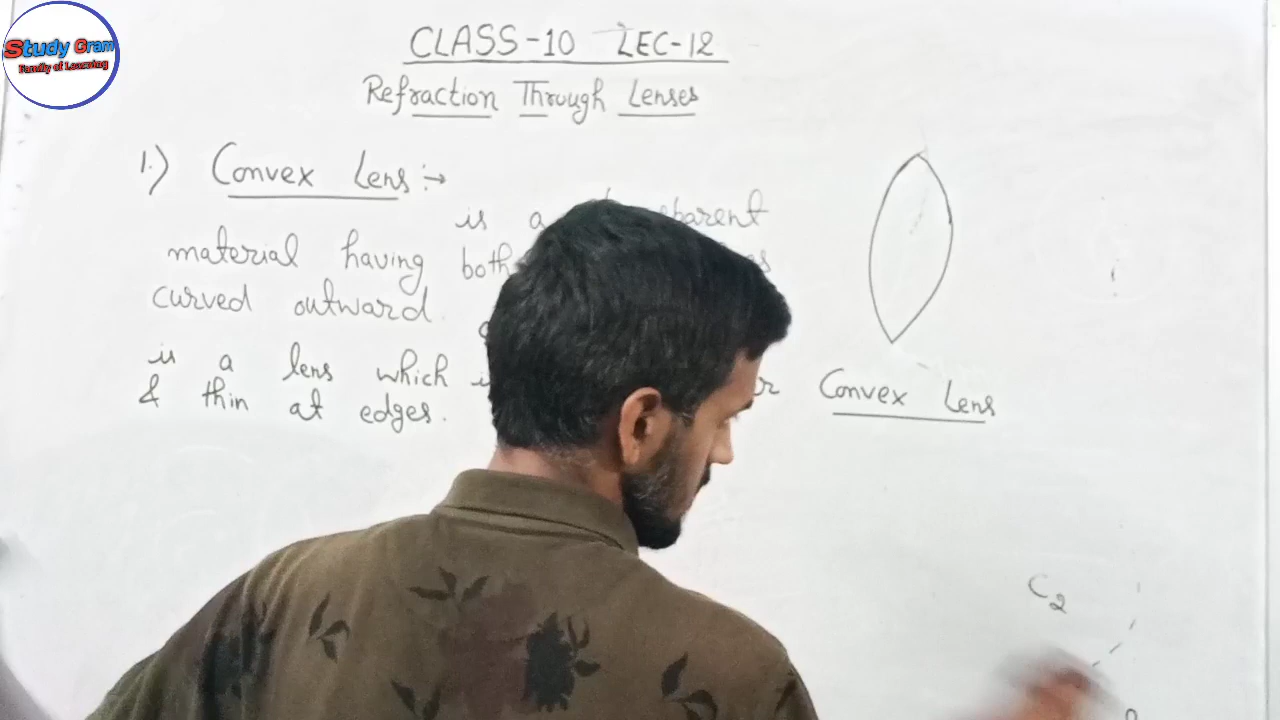 Study Gram
Family of Learning
CLASS-10 LEC-12
Refraction Through Lenses
1.) Convex Lens :→
is a
material having both
curved outward.
is a lens which
& thin at edges.
Convex Lens
C2